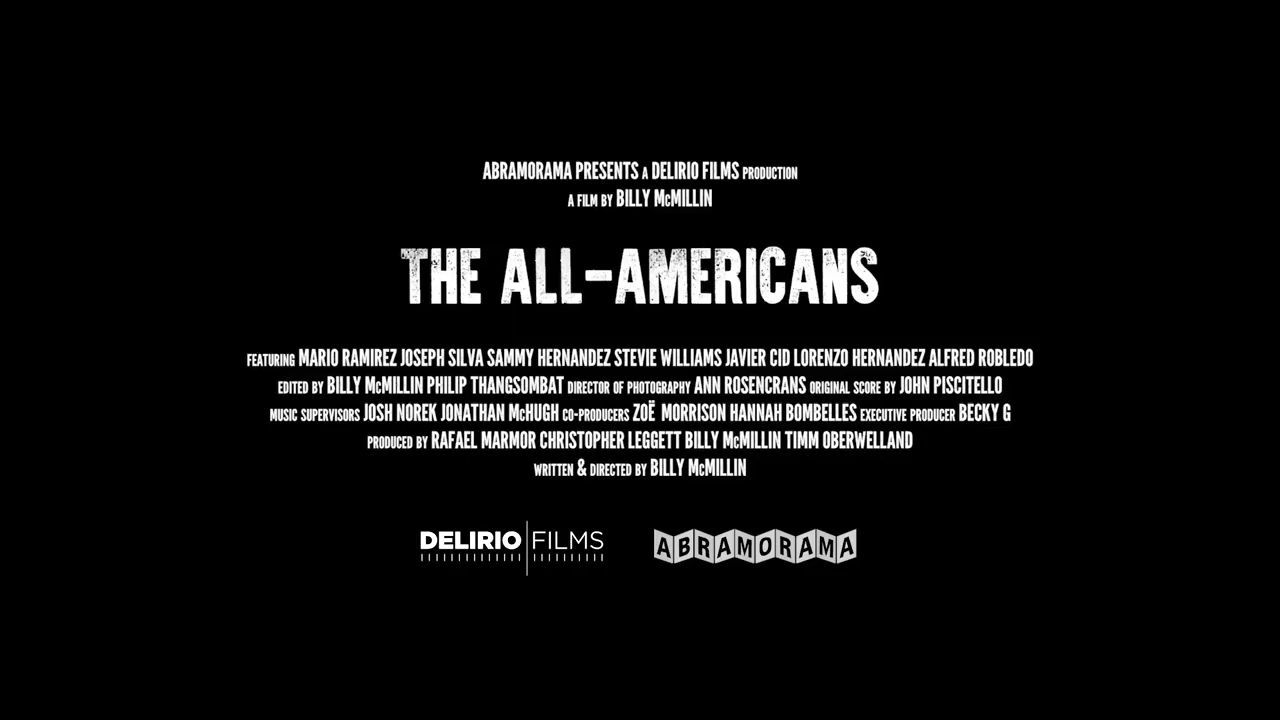 ABRAMORAMA PRESENTS A DELIRIO FILMS PRODUCTION
A FILM BY BILLY McMILLIN
THE ALL-AMERICANS
FEATURING MARIO RAMIREZ JOSEPH SILVA SAMMY HERNANDEZ STEVIE WILLIAMS JAVIER CID LORENZO HERNANDEZ ALFRED ROBLEDO
EDITED BY BILLY McMILLIN PHILIP THANGSOMBAT DIRECTOR OF PHOTOGRAPHY ANN ROSENCRANS ORIGINAL SCORE BY JOHN PISCITELLO
MUSIC SUPERVISORS JOSH NOREK JONATHAN McHUGH CO-PRODUCERS ZOË MORRISON HANNAH BOMBELLES EXECUTIVE PRODUCER BECKY G
PRODUCED BY RAFAEL MARMOR CHRISTOPHER LEGGETT BILLY McMILLIN TIMM OBERWELLAND
WRITTEN & DIRECTED BY BILLY McMILLIN
DELIRIO FILMS ABRAMORAMA